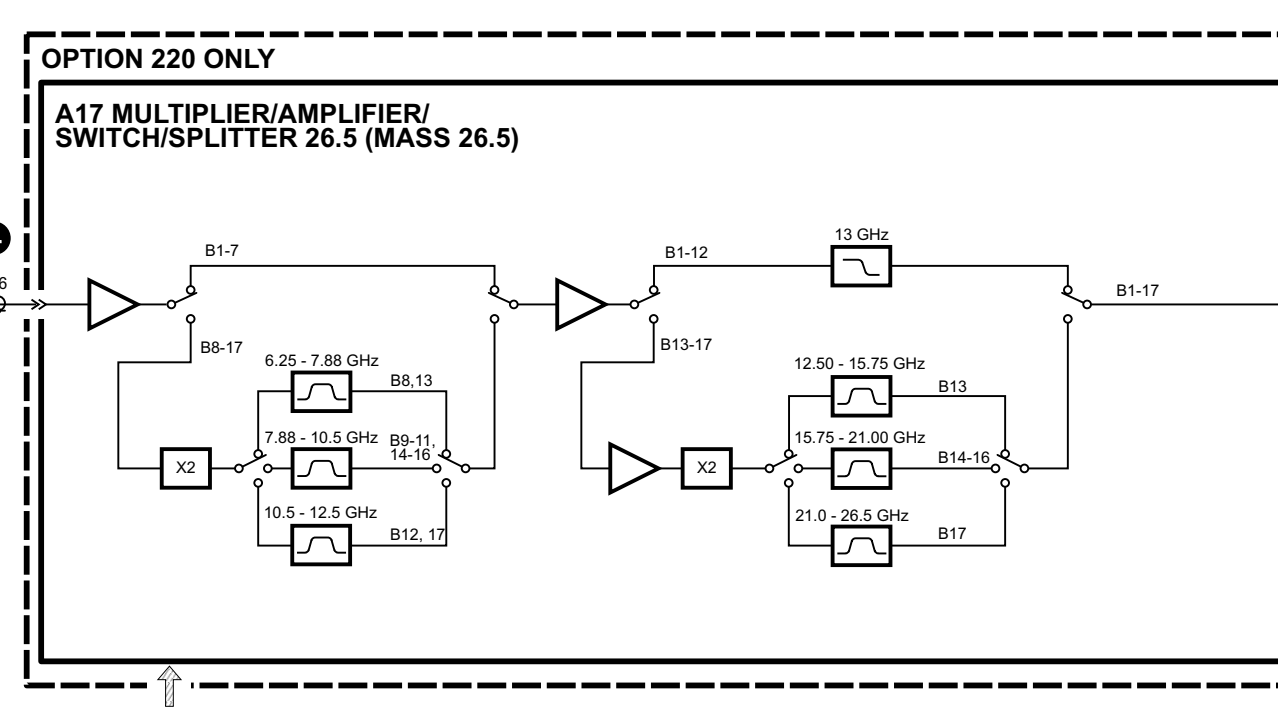 OPTION 220 ONLY
A17 MULTIPLIER/AMPLIFIER/
SWITCH/SPLITTER 26.5 (MASS 26.5)
6
B1-7
B8-17
X2
6.25 - 7.88 GHz
B8,13
7.88 - 10.5 GHz
B9-11,
14-16
10.5 - 12.5 GHz
B12, 17
B1-12
13 GHz
B13-17
X2
12.50 - 15.75 GHz
B13
15.75 - 21.00 GHz
B14-16
21.0 - 26.5 GHz
B17
B1-17